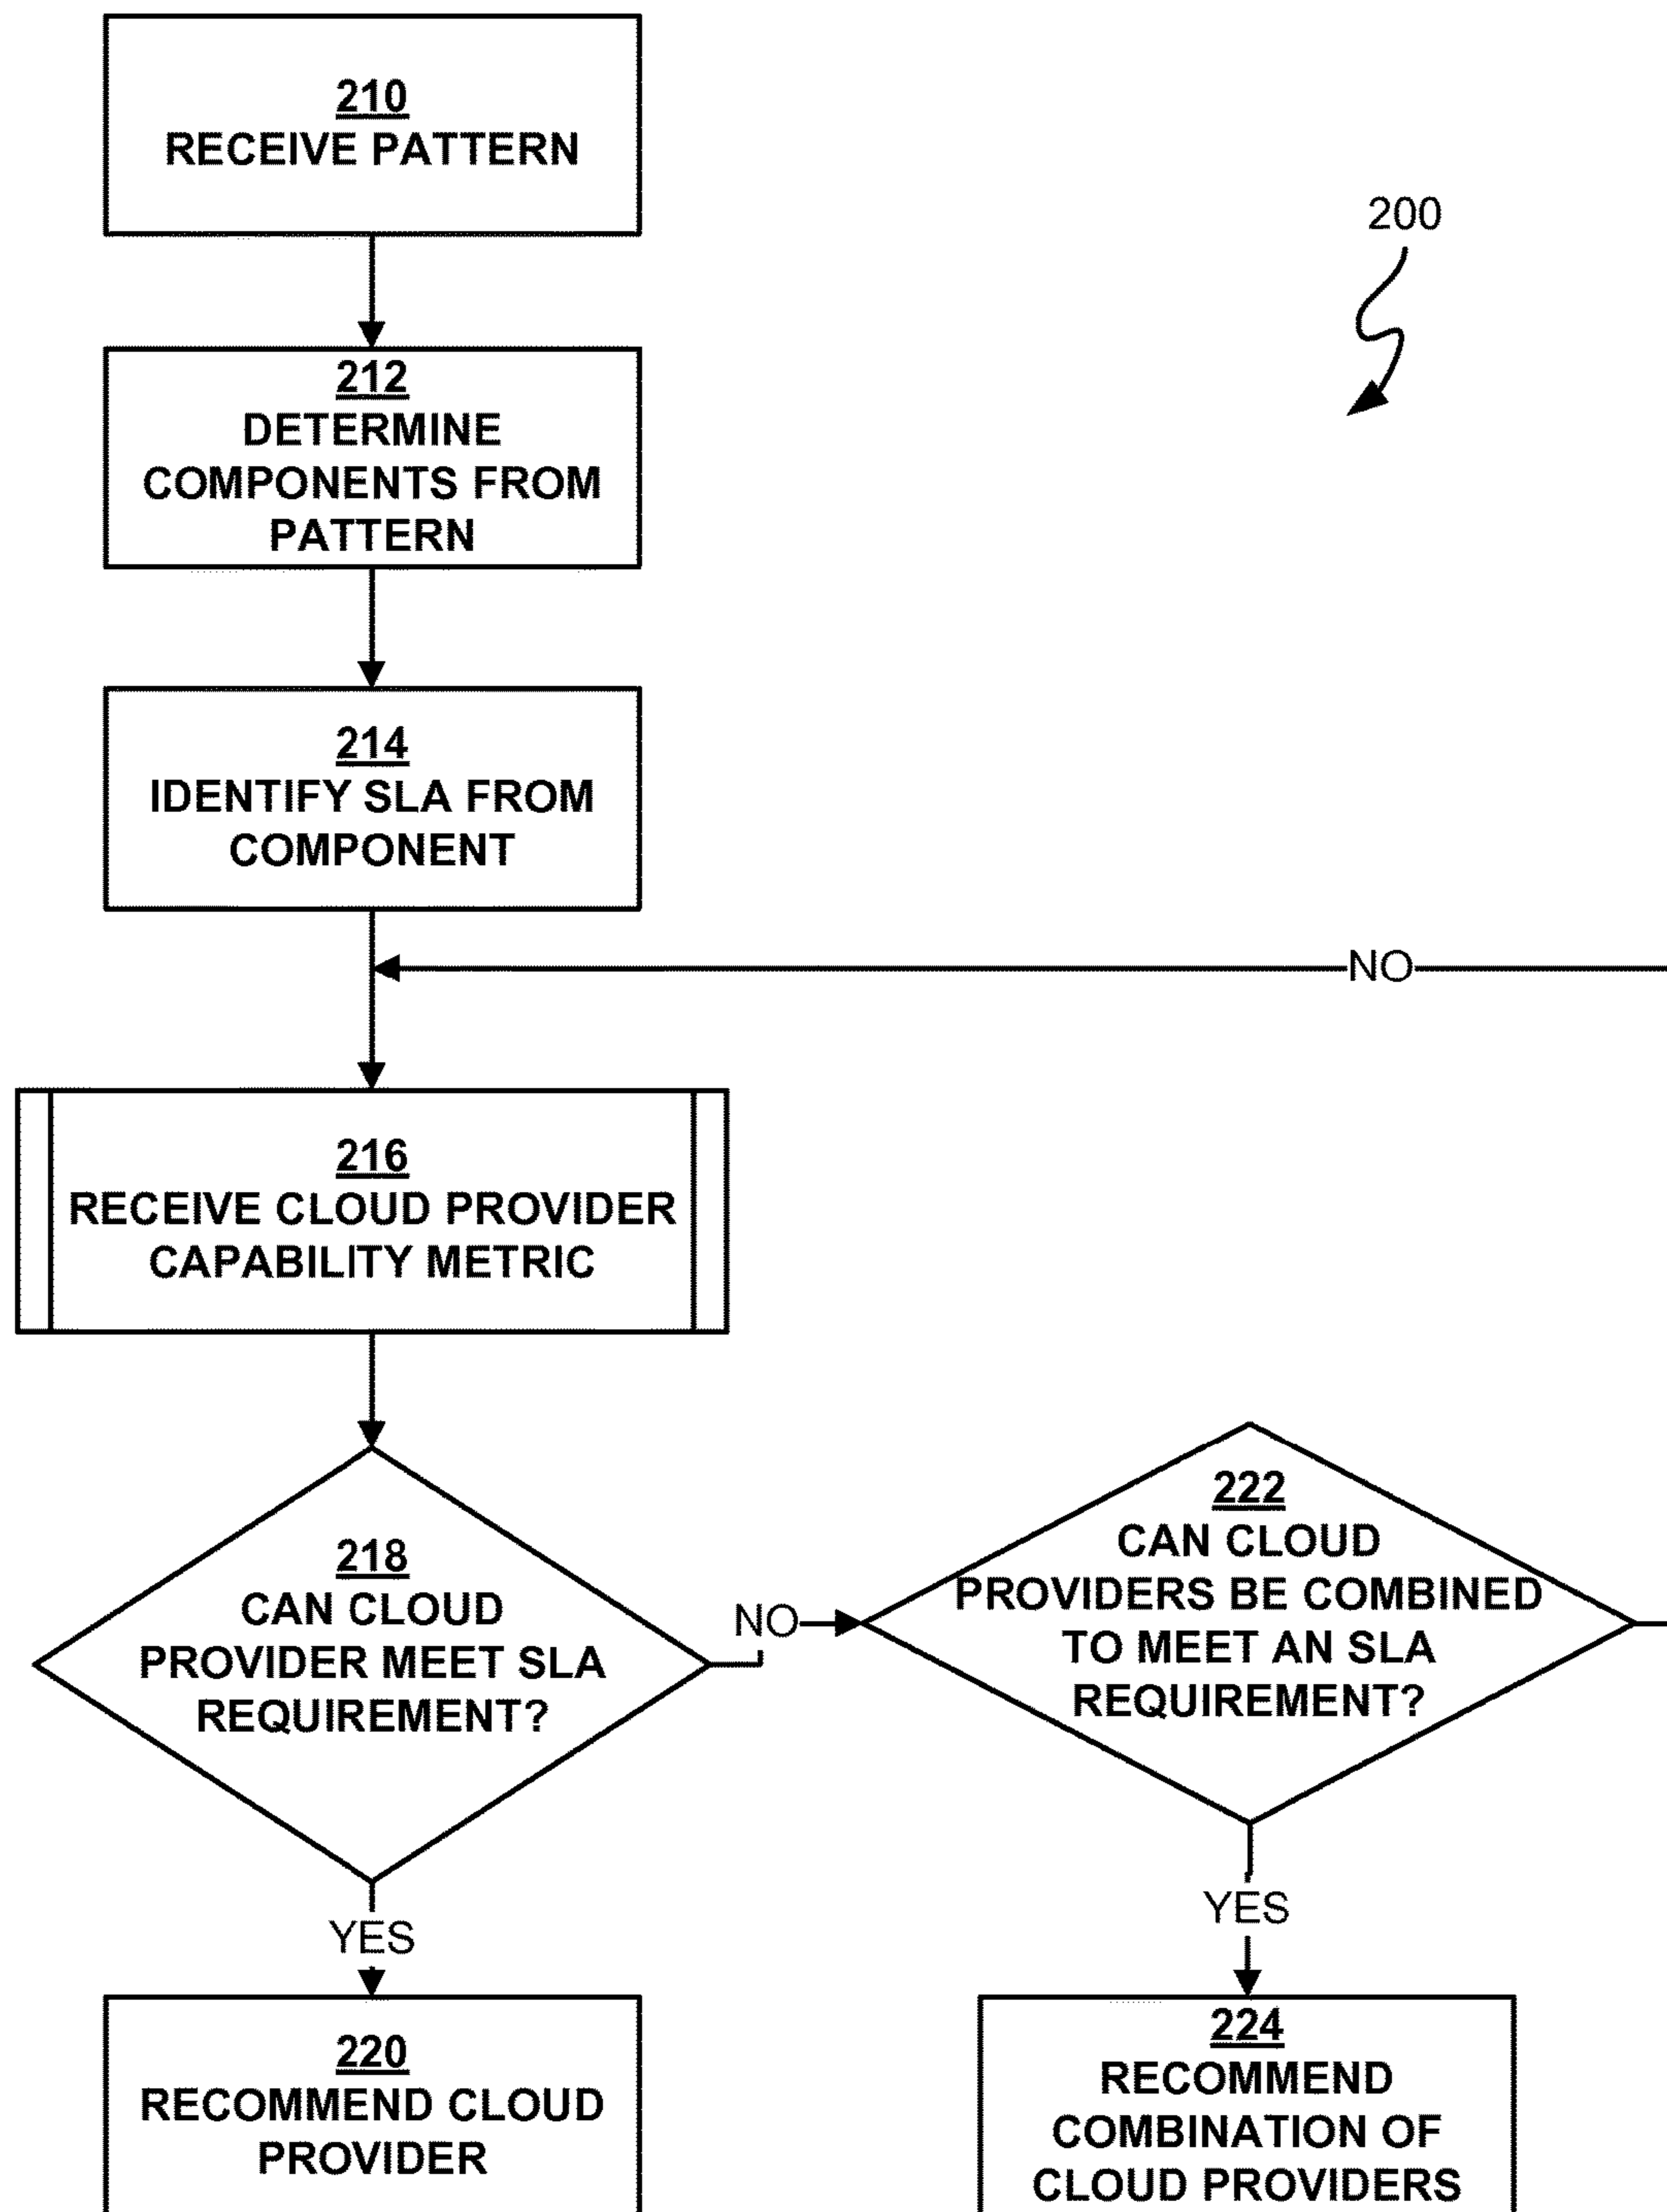 210
RECEIVE PATTERN
200
212
DETERMINE
COMPONENTS FROM
PATTERN
214
IDENTIFY SLA FROM
COMPONENT
NO
216
RECEIVE CLOUD PROVIDER
CAPABILITY METRIC
218
CAN CLOUD
PROVIDER MEET SLA
REQUIREMENT?
NO
222
CAN CLOUD
PROVIDERS BE COMBINED
TO MEET AN SLA
REQUIREMENT?
YES
YES
220
RECOMMEND CLOUD
PROVIDER
224
RECOMMEND
COMBINATION OF
CLOUD PROVIDERS